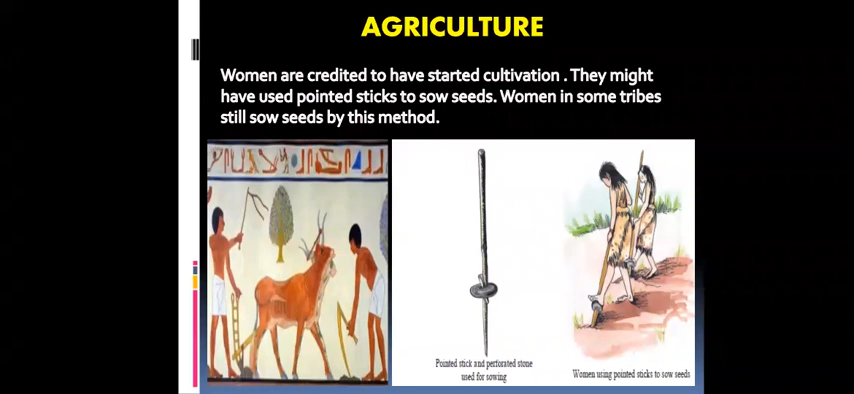 AGRICULTURE
Women are credited to have started cultivation . They might
have used pointed sticks to sow seeds. Women in some tribes
still sow seeds by this method.
Pointed stick and perforated stone
used for sowing
Women using pointed sticks to sow seeds